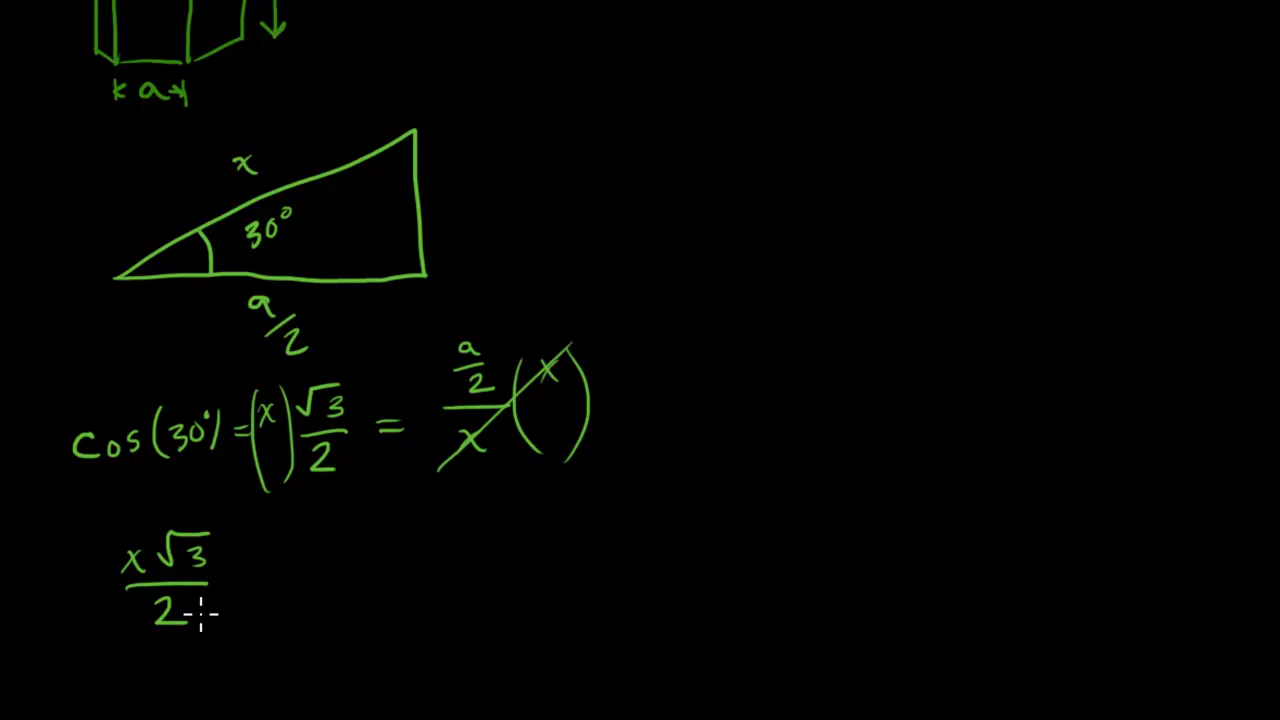 a
x
30°
a/2
cos(30°) = (x) √3/2 = a/2/x (x)
x√3/2